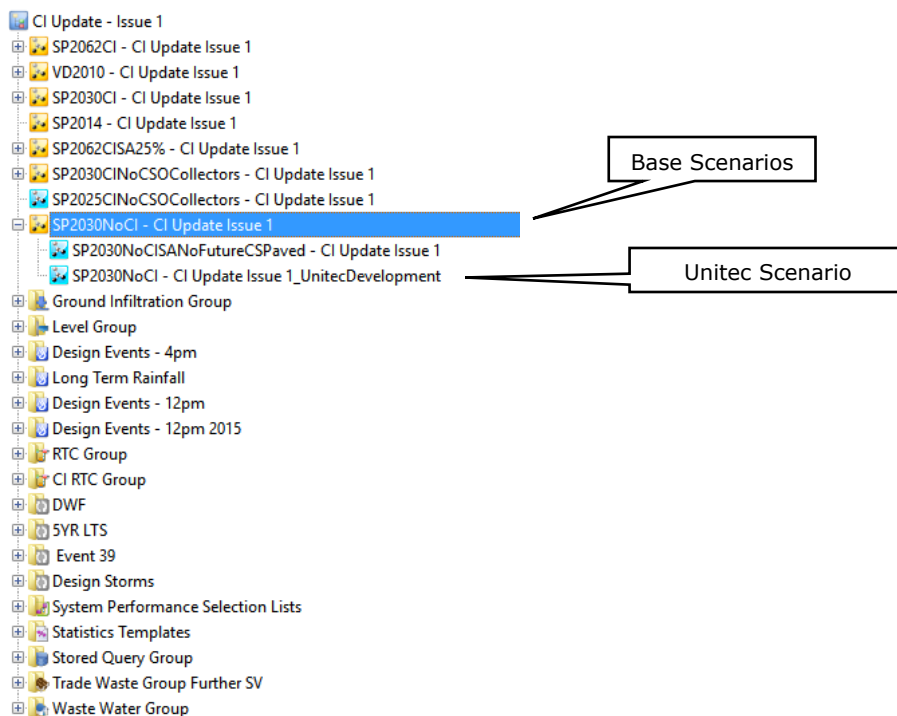 CI Update - Issue 1
SP2062CI - CI Update Issue 1
VD2010 - CI Update Issue 1
SP2030CI - CI Update Issue 1
SP2014 - CI Update Issue 1
SP2062CISA25% - CI Update Issue 1
SP2030CINoCSOCollectors - CI Update Issue 1
SP2025CINoCSOCollectors - CI Update Issue 1
SP2030NoCI - CI Update Issue 1
SP2030NoCISANoFutureCSPaved - CI Update Issue 1
SP2030NoCI - CI Update Issue 1_UnitecDevelopment
Ground Infiltration Group
Level Group
Design Events - 4pm
Long Term Rainfall
Design Events - 12pm
Design Events - 12pm 2015
RTC Group
CI RTC Group
DWF
5YR LTS
Event 39
Design Storms
System Performance Selection Lists
Statistics Templates
Stored Query Group
Trade Waste Group Further SV
Waste Water Group
Base Scenarios
Unitec Scenario